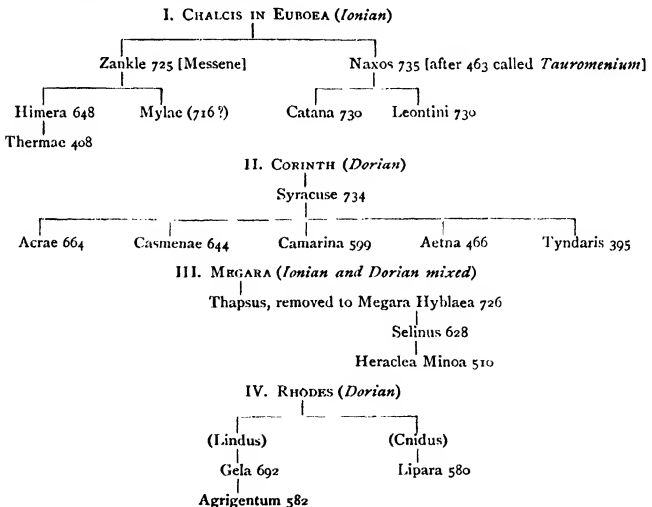 I. CHALCIS IN EUBOEA (Ionian)
Zankle 725 [Messene] Naxos 735 [after 463 called Tauromenium]
Himera 648 Mylae (716?) Catana 730 Leontini 730
Thermae 408
II. CORINTH (Dorian)
Syracuse 734
Acrae 664 Casmenae 644 Camarina 599 Aetna 466 Tyndaris 395
III. MEGARA (Ionian and Dorian mixed)
Thapsus, removed to Megara Hyblaea 726
Selinus 628
Heraclea Minoa 510
IV. RHODES (Dorian)
(Lindus) (Cnidus)
Gela 692 Lipara 580
Agrigentum 582